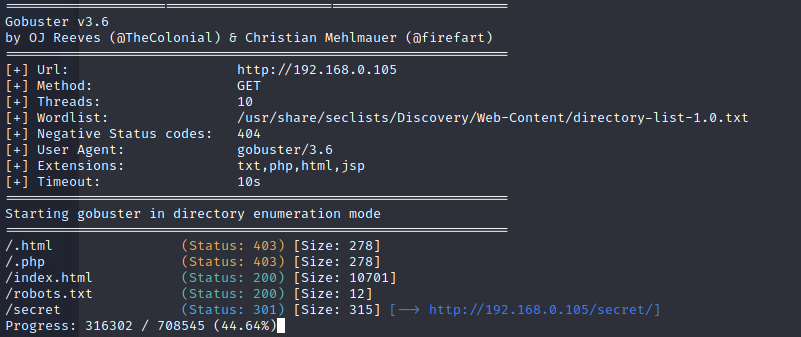 ===============================================================
Gobuster v3.6
by OJ Reeves (@TheColonial) & Christian Mehlmauer (@firefart)
===============================================================
[+] Url:                     http://192.168.0.105
[+] Method:                  GET
[+] Threads:                 10
[+] Wordlist:                /usr/share/seclists/Discovery/Web-Content/directory-list-1.0.txt
[+] Negative Status codes:   404
[+] User Agent:              gobuster/3.6
[+] Extensions:              txt,php,html,jsp
[+] Timeout:                 10s
===============================================================
Starting gobuster in directory enumeration mode
===============================================================
/.html                (Status: 403) [Size: 278]
/.php                 (Status: 403) [Size: 278]
/index.html           (Status: 200) [Size: 10701]
/robots.txt           (Status: 200) [Size: 12]
/secret               (Status: 301) [Size: 315] [--> http://192.168.0.105/secret/]
Progress: 316302 / 708545 (44.64%)